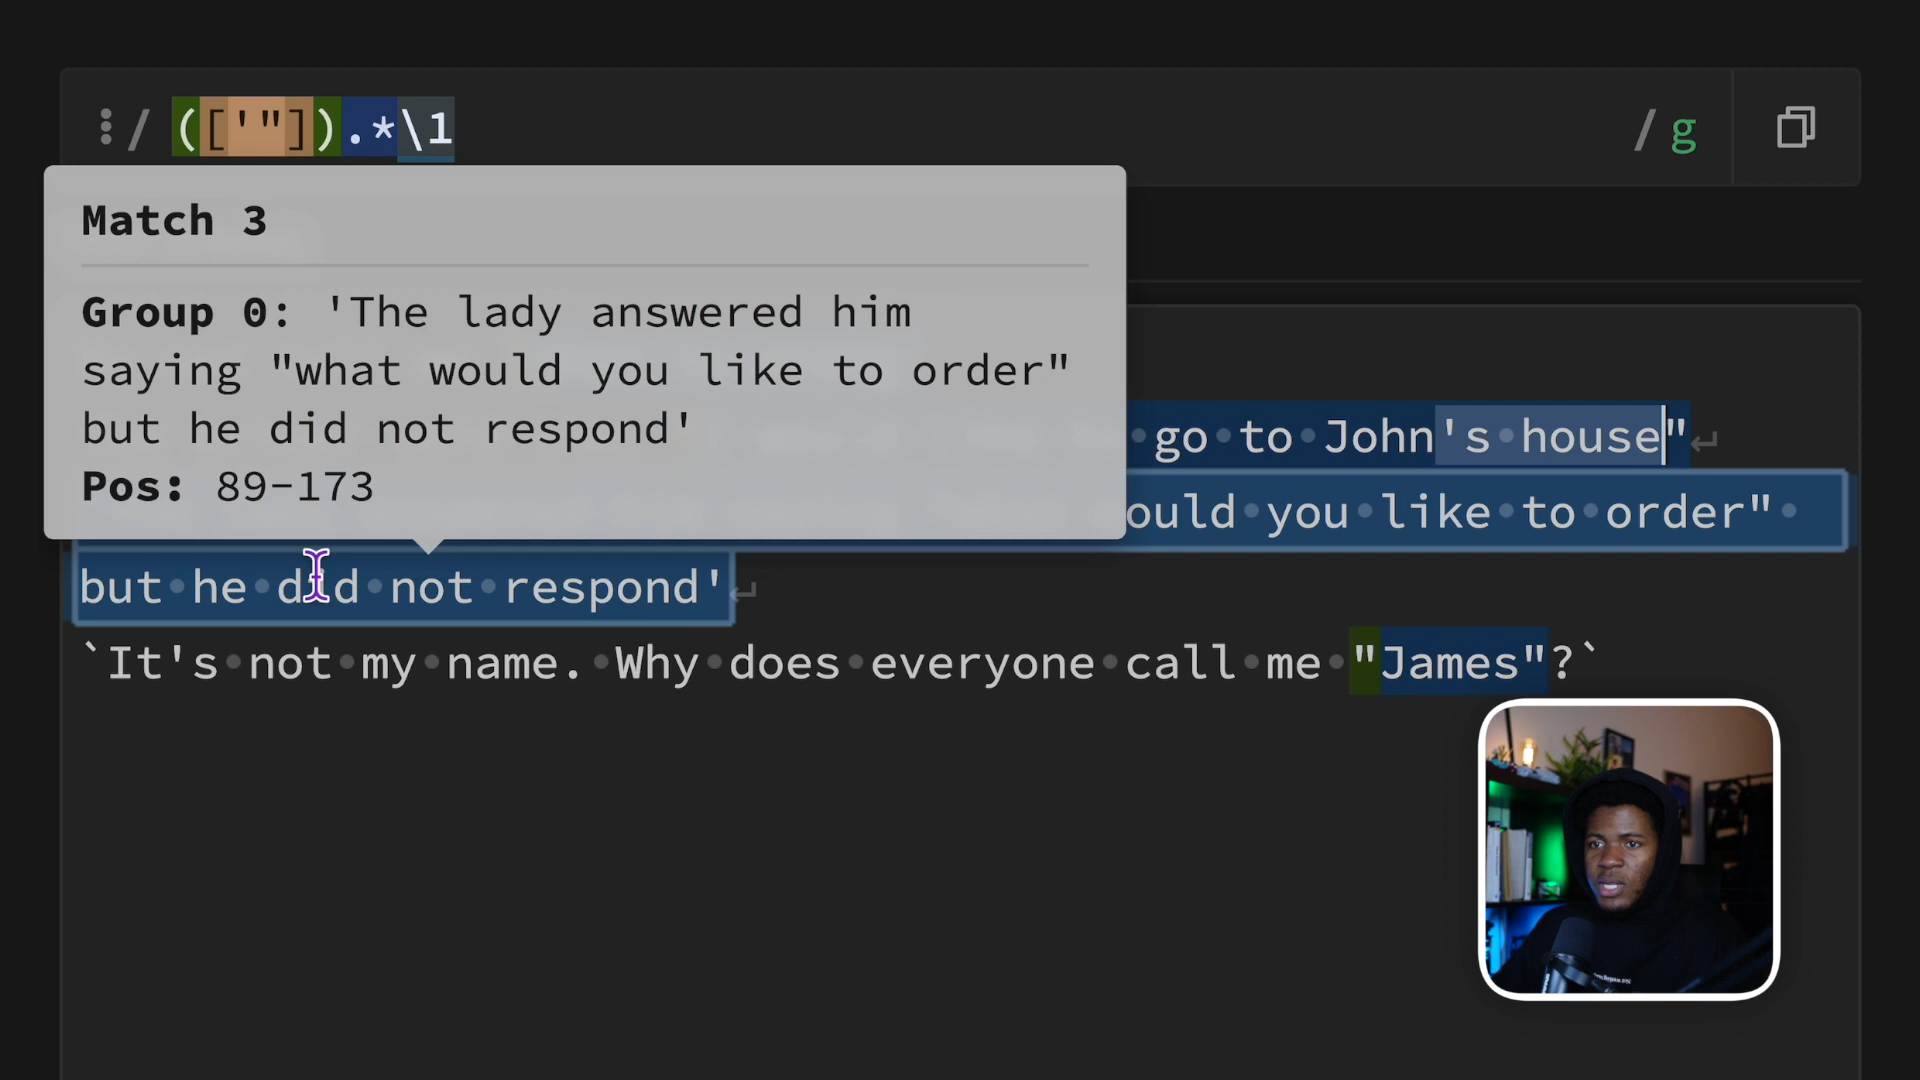 / (['"]).*\1 / g
Match 3
Group 0: 'The lady answered him
saying "what would you like to order"
but he did not respond'
Pos: 89-173
go to John's house"
ould you like to order"
but he did not respond'
`It's not my name. Why does everyone call me "James"?`